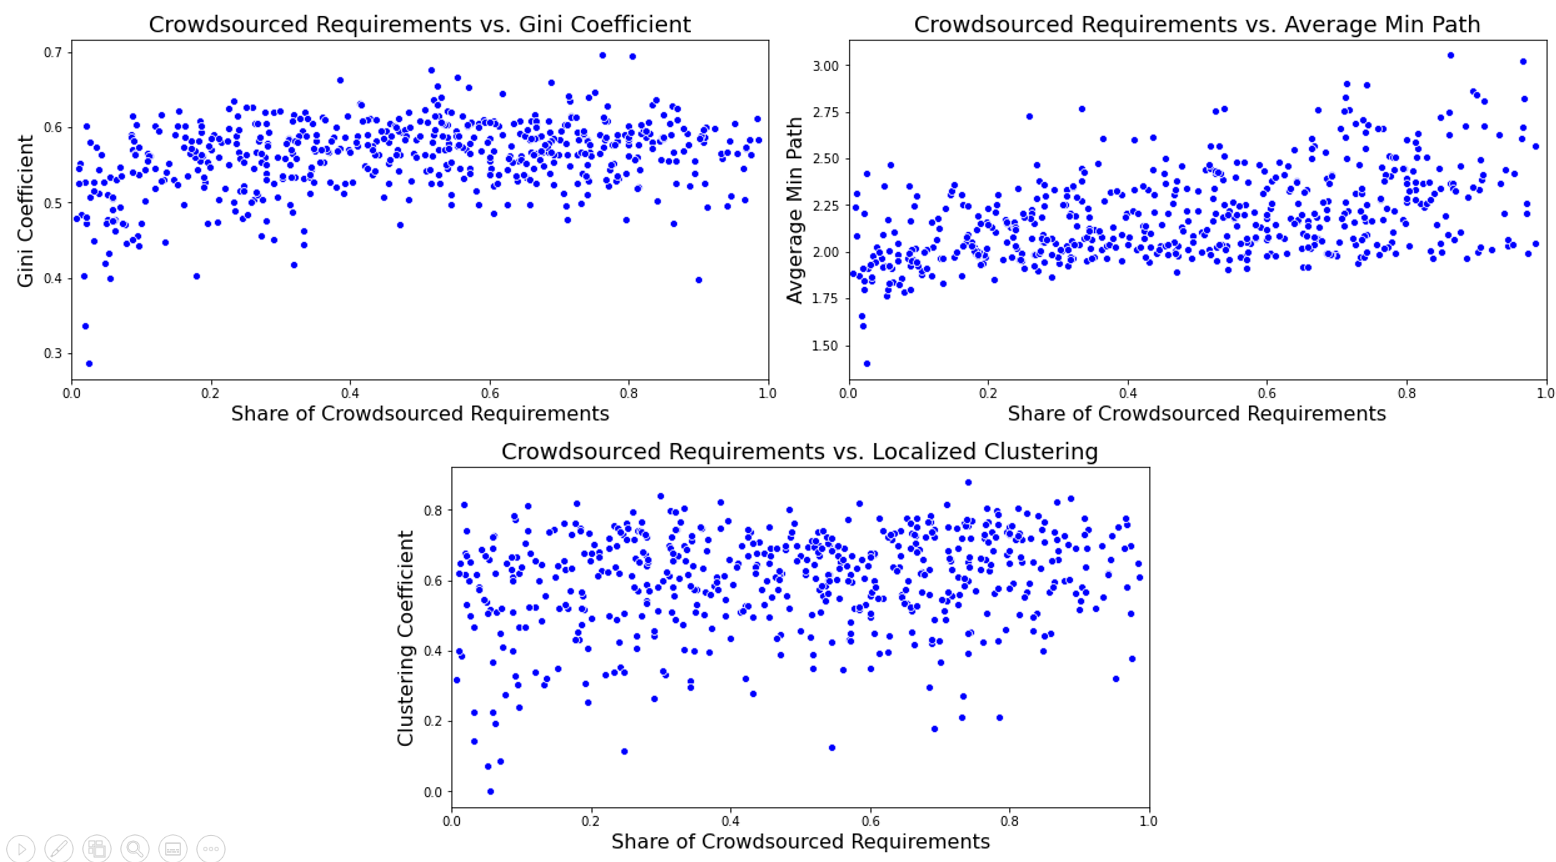 Crowdsourced Requirements vs. Gini Coefficient
0.7
0.6
0.5
0.4
0.3
Gini Coefficient
0.0 0.2 0.4 0.6 0.8 1.0
Share of Crowdsourced Requirements
Crowdsourced Requirements vs. Average Min Path
3.00
2.75
2.50
2.25
2.00
1.75
1.50
Avgerage Min Path
0.0 0.2 0.4 0.6 0.8 1.0
Share of Crowdsourced Requirements
Crowdsourced Requirements vs. Localized Clustering
0.8
0.6
0.4
0.2
0.0
Clustering Coefficient
0.0 0.2 0.4 0.6 0.8 1.0
Share of Crowdsourced Requirements